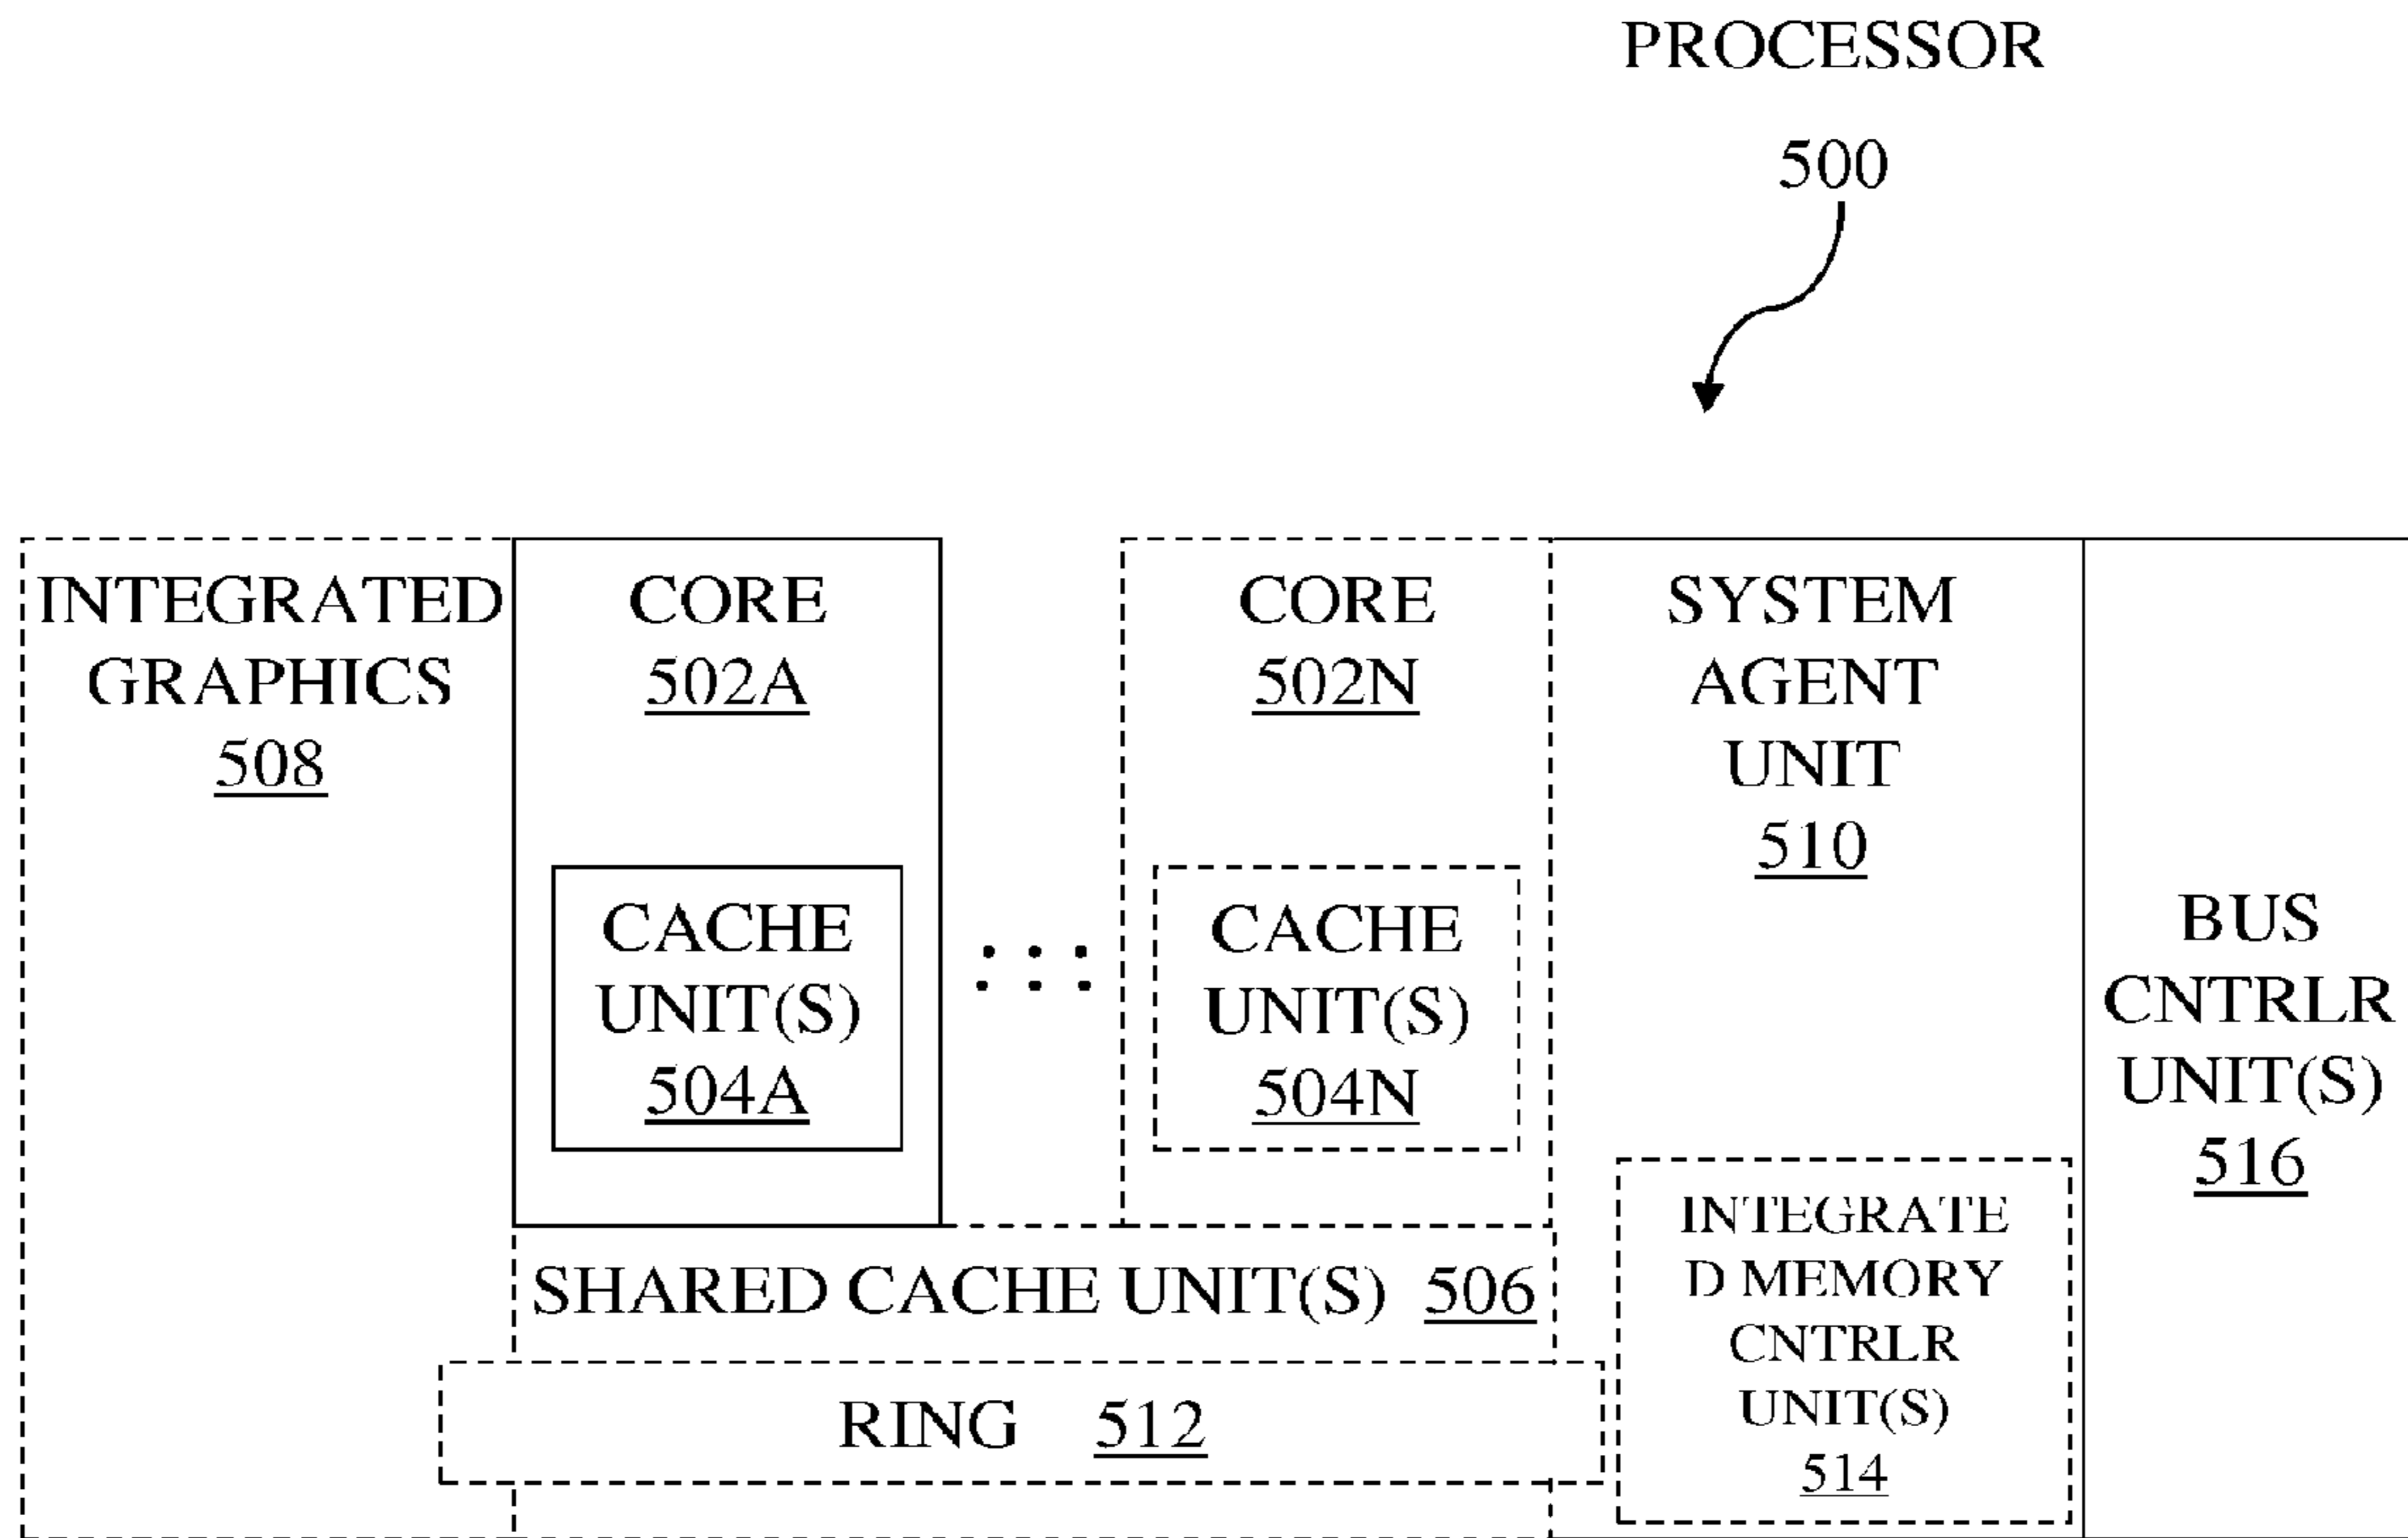 PROCESSOR
500
INTEGRATED
GRAPHICS
508
CORE
502A
CACHE
UNIT(S)
504A
CORE
502N
CACHE
UNIT(S)
504N
SYSTEM
AGENT
UNIT
510
BUS
CNTRLR
UNIT(S)
516
INTEGRATE
D MEMORY
CNTRLR
UNIT(S)
514
SHARED CACHE UNIT(S) 506
RING 512